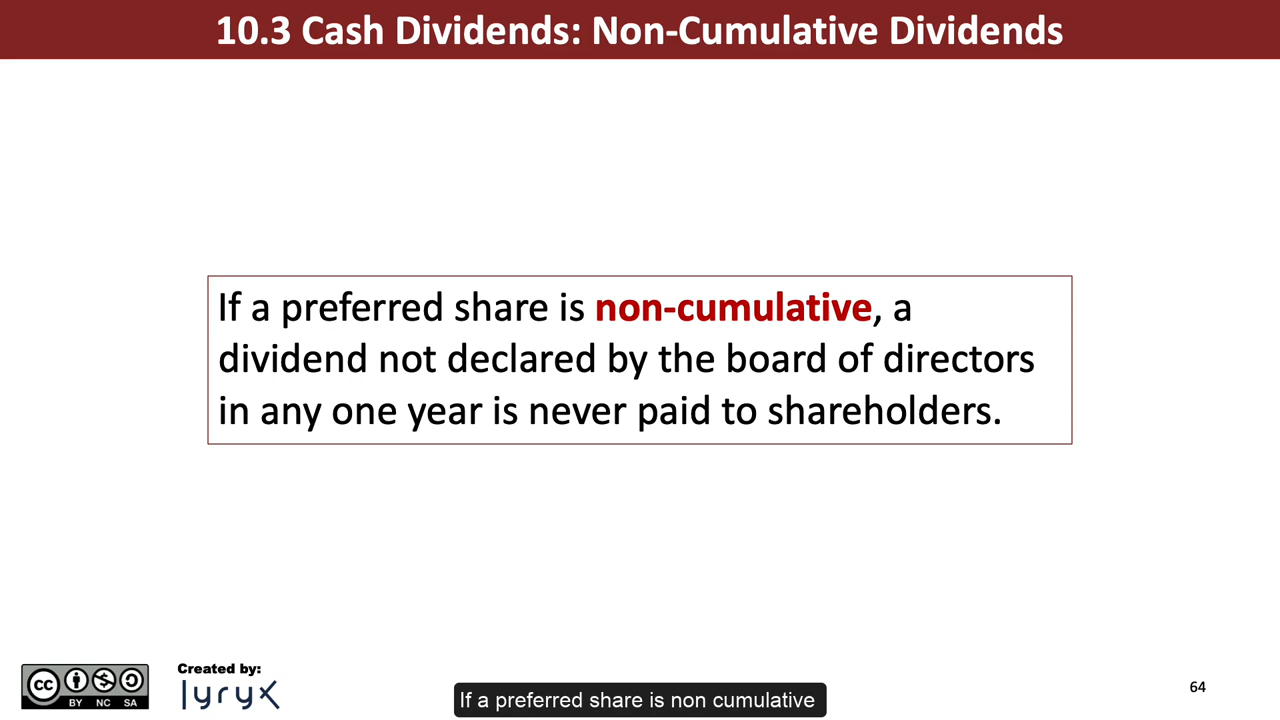 10.3 Cash Dividends: Non-Cumulative Dividends
If a preferred share is non-cumulative, a
dividend not declared by the board of directors
in any one year is never paid to shareholders.
cc
BY NC SA
Created by:
lyryx
If a preferred share is non cumulative
64